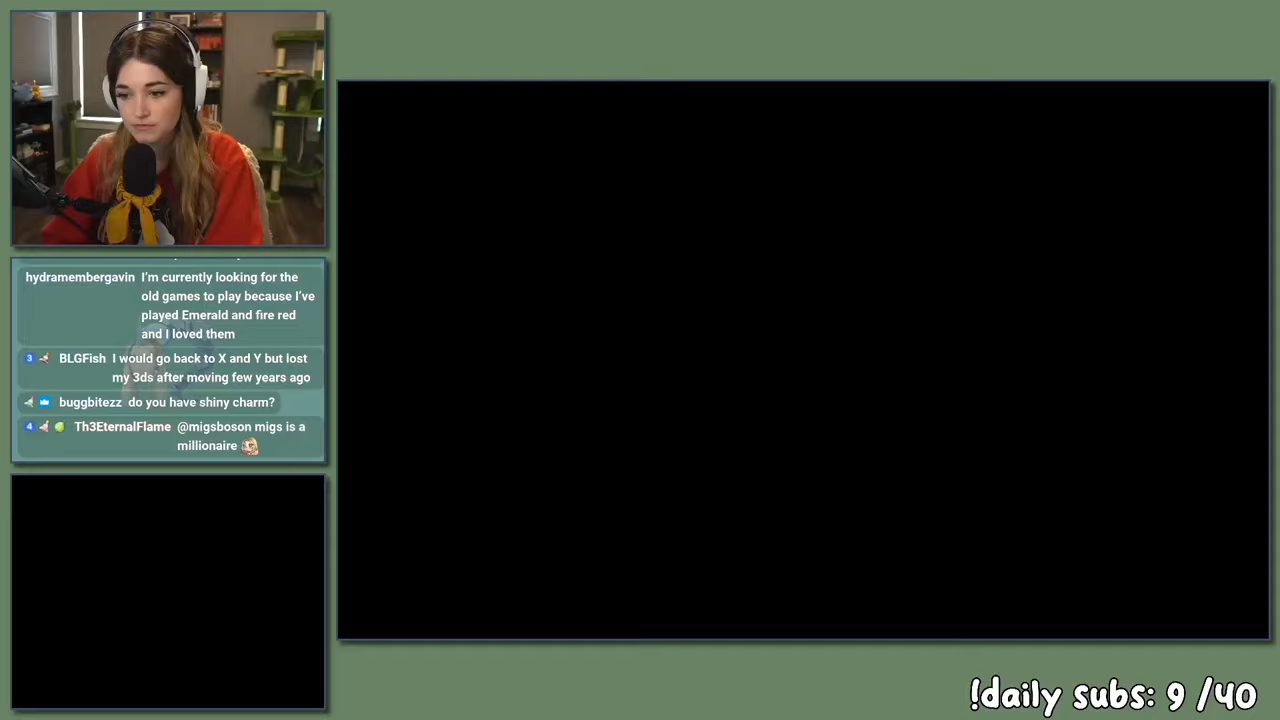 hydramembergavin I'm currently looking for the
old games to play because I've
played Emerald and fire red
and I loved them
3 BLGFish I would go back to X and Y but lost
my 3ds after moving few years ago
buggbitezz do you have shiny charm?
4 Th3EternalFlame @migsboson migs is a
millionaire
!daily subs: 9 /40